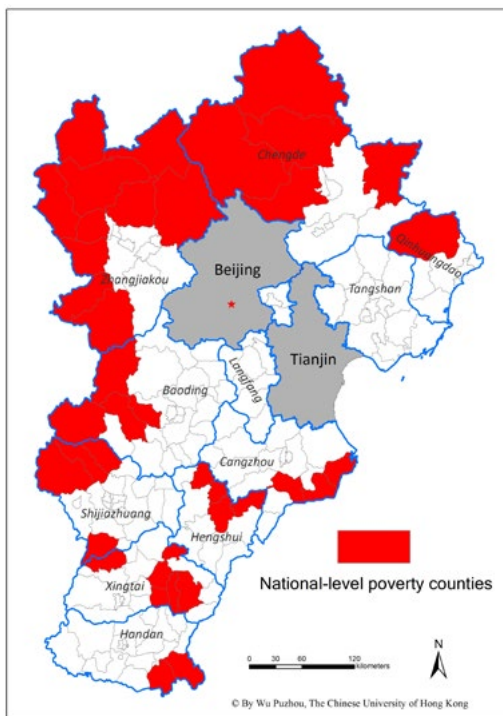 Chengde
Qinhuangdao
Beijing
Zhangjiakou
Tangshan
Tianjin
Langfang
Baoding
Cangzhou
Shijiazhuang
Hengshui
National-level poverty counties
Xingtai
Handan
N
0 30 60 120
kilometers
© By Wu Puzhou, The Chinese University of Hong Kong